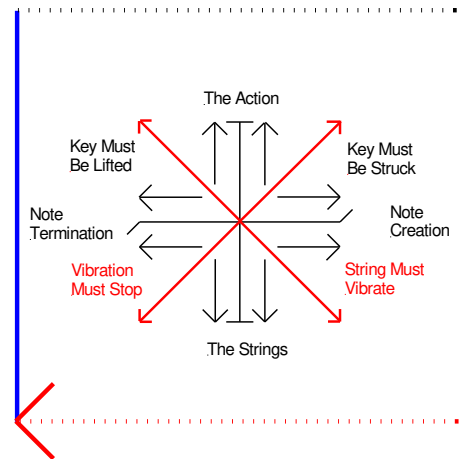 The Action
Key Must
Be Lifted
Key Must
Be Struck
Note
Termination
Note
Creation
Vibration
Must Stop
String Must
Vibrate
The Strings